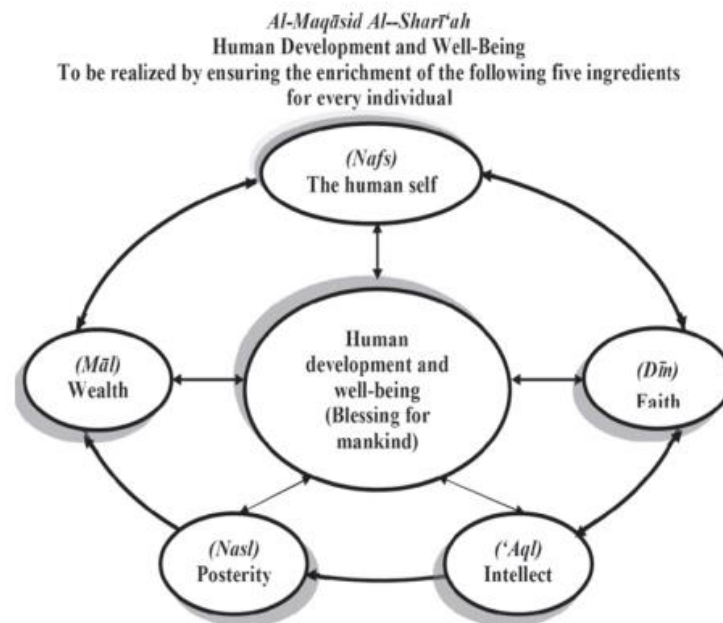 Al-Maqāsid Al--Sharī‘ah
Human Development and Well-Being
To be realized by ensuring the enrichment of the following five ingredients
for every individual
(Nafs)
The human self
(Māl)
Wealth
Human
development and
well-being
(Blessing for
mankind)
(Dīn)
Faith
(Nasl)
Posterity
(‘Aql)
Intellect